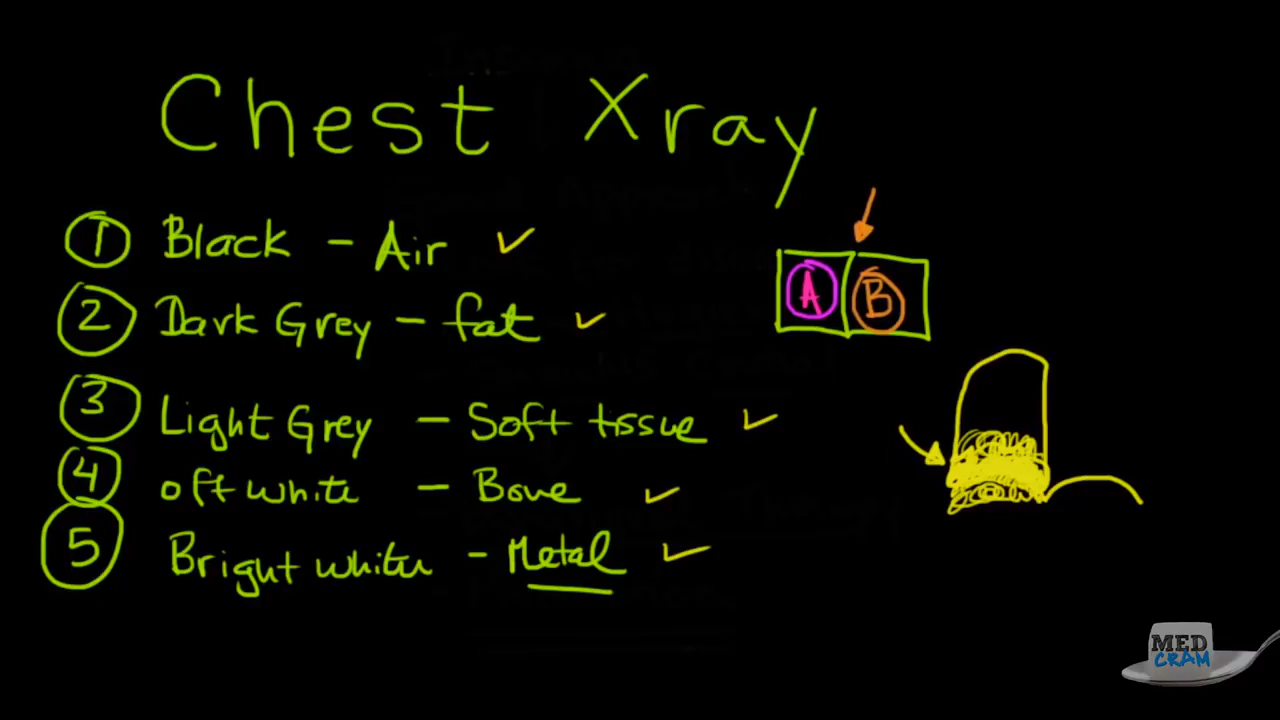 Chest Xray
1 Black - Air ✓
2 Dark Grey - fat ✓
3 Light Grey - Soft tissue ✓
4 off white - Bone ✓
5 Bright white - Metal ✓
A B
MED
CRAM